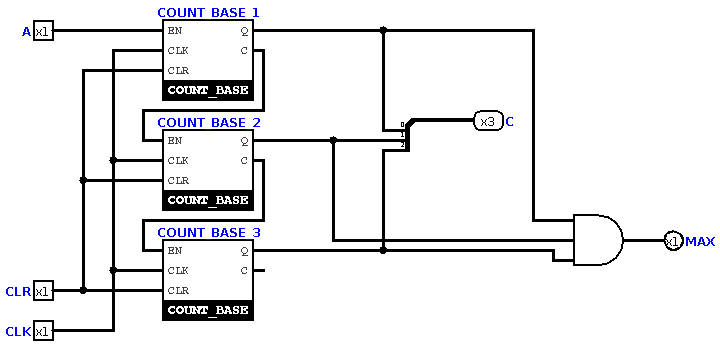 COUNT BASE 1
A x1 EN Q
CLK C
CLR
COUNT_BASE
COUNT BASE 2
0
1
2
x3 C
EN Q
CLK C
CLR
COUNT_BASE
COUNT BASE 3
x1 MAX
EN Q
CLK C
CLR x1 CLR
COUNT_BASE
CLK x1